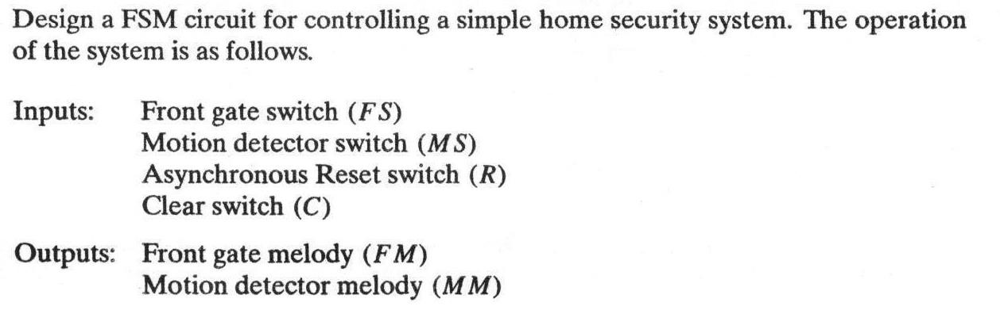 Design a FSM circuit for controlling a simple home security system. The operation
of the system is as follows.
Inputs: Front gate switch (FS)
Motion detector switch (MS)
Asynchronous Reset switch (R)
Clear switch (C)
Outputs: Front gate melody (FM)
Motion detector melody (MM)